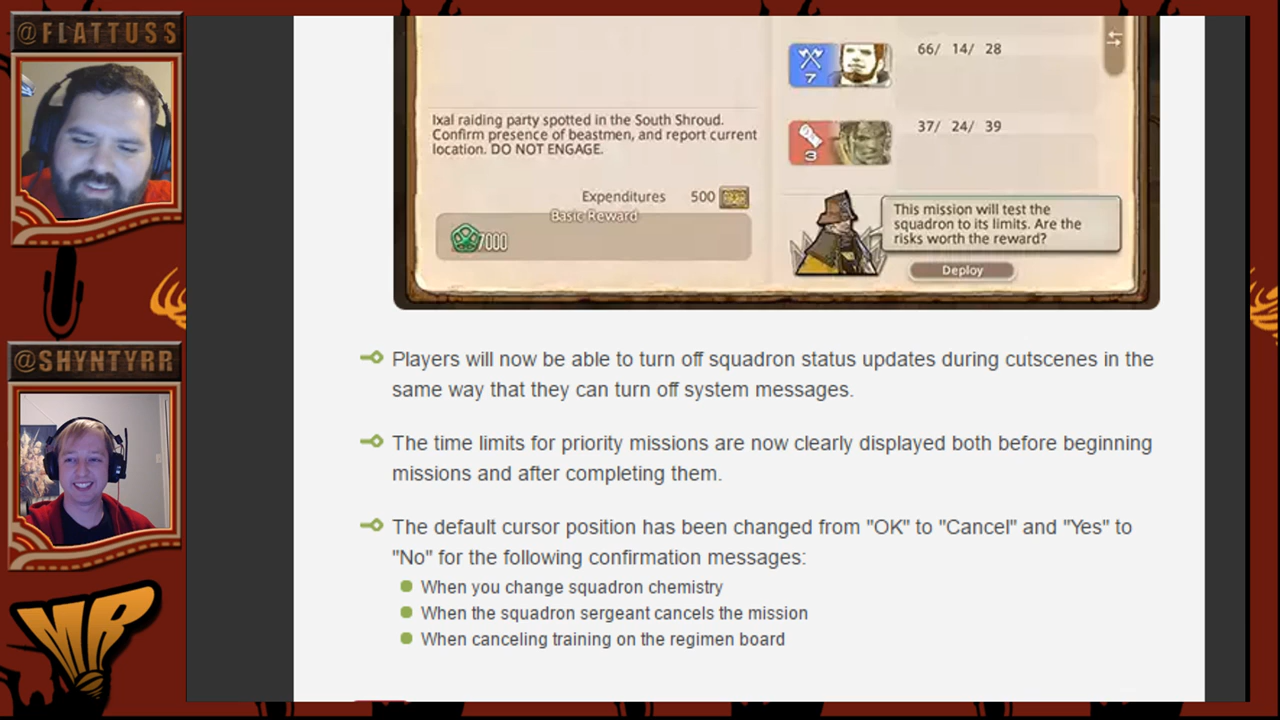 @FLATTUSS
66/ 14/ 28
7
Ixal raiding party spotted in the South Shroud.
Confirm presence of beastmen, and report current
location. DO NOT ENGAGE.
37/ 24/ 39
3
Expenditures 500
Basic Reward
7000
This mission will test the
squadron to its limits. Are the
risks worth the reward?
Deploy
@SHYNTYRR
Players will now be able to turn off squadron status updates during cutscenes in the
same way that they can turn off system messages.
The time limits for priority missions are now clearly displayed both before beginning
missions and after completing them.
The default cursor position has been changed from "OK" to "Cancel" and "Yes" to
"No" for the following confirmation messages:
When you change squadron chemistry
When the squadron sergeant cancels the mission
When canceling training on the regimen board
MR